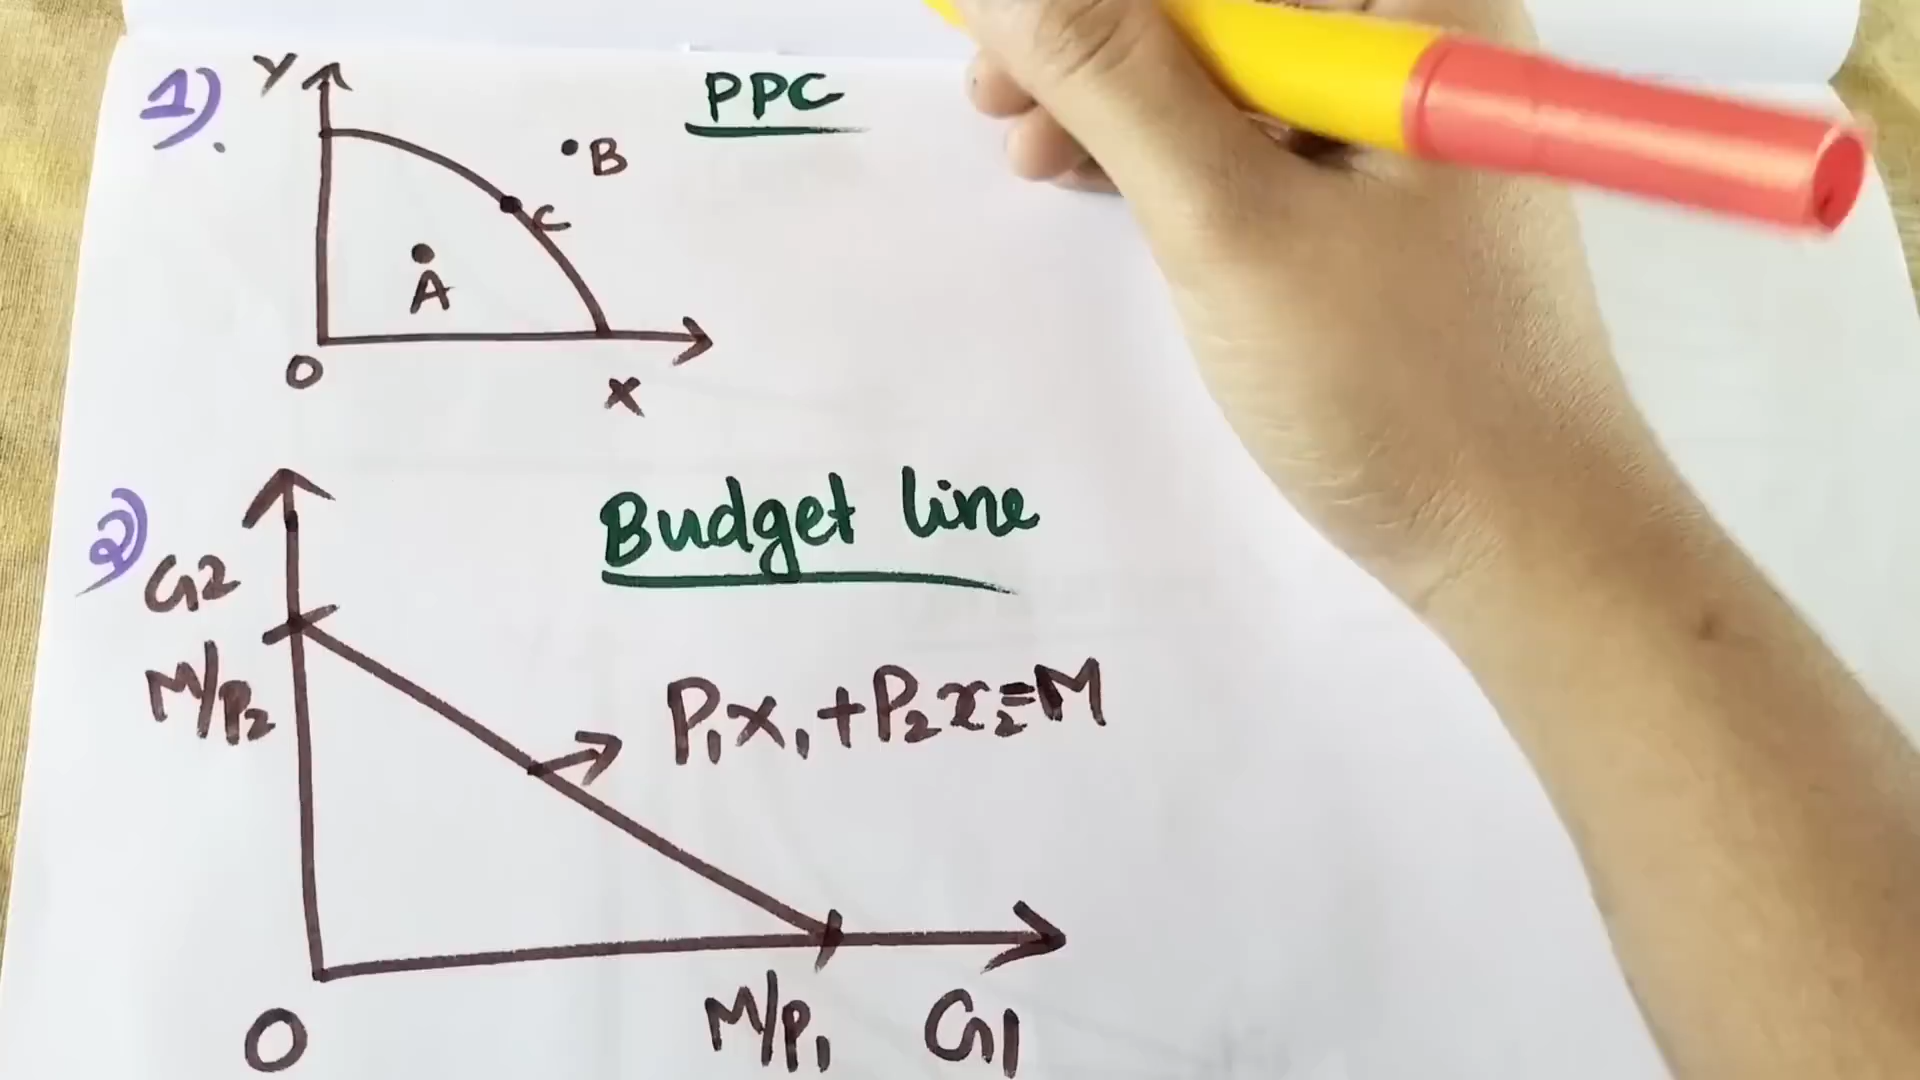 1).
PPC
Y
B
C
A
O
X
2)
Budget line
G2
M/P₂
P₁x₁+P₂x₂=M
O
M/P₁
G1